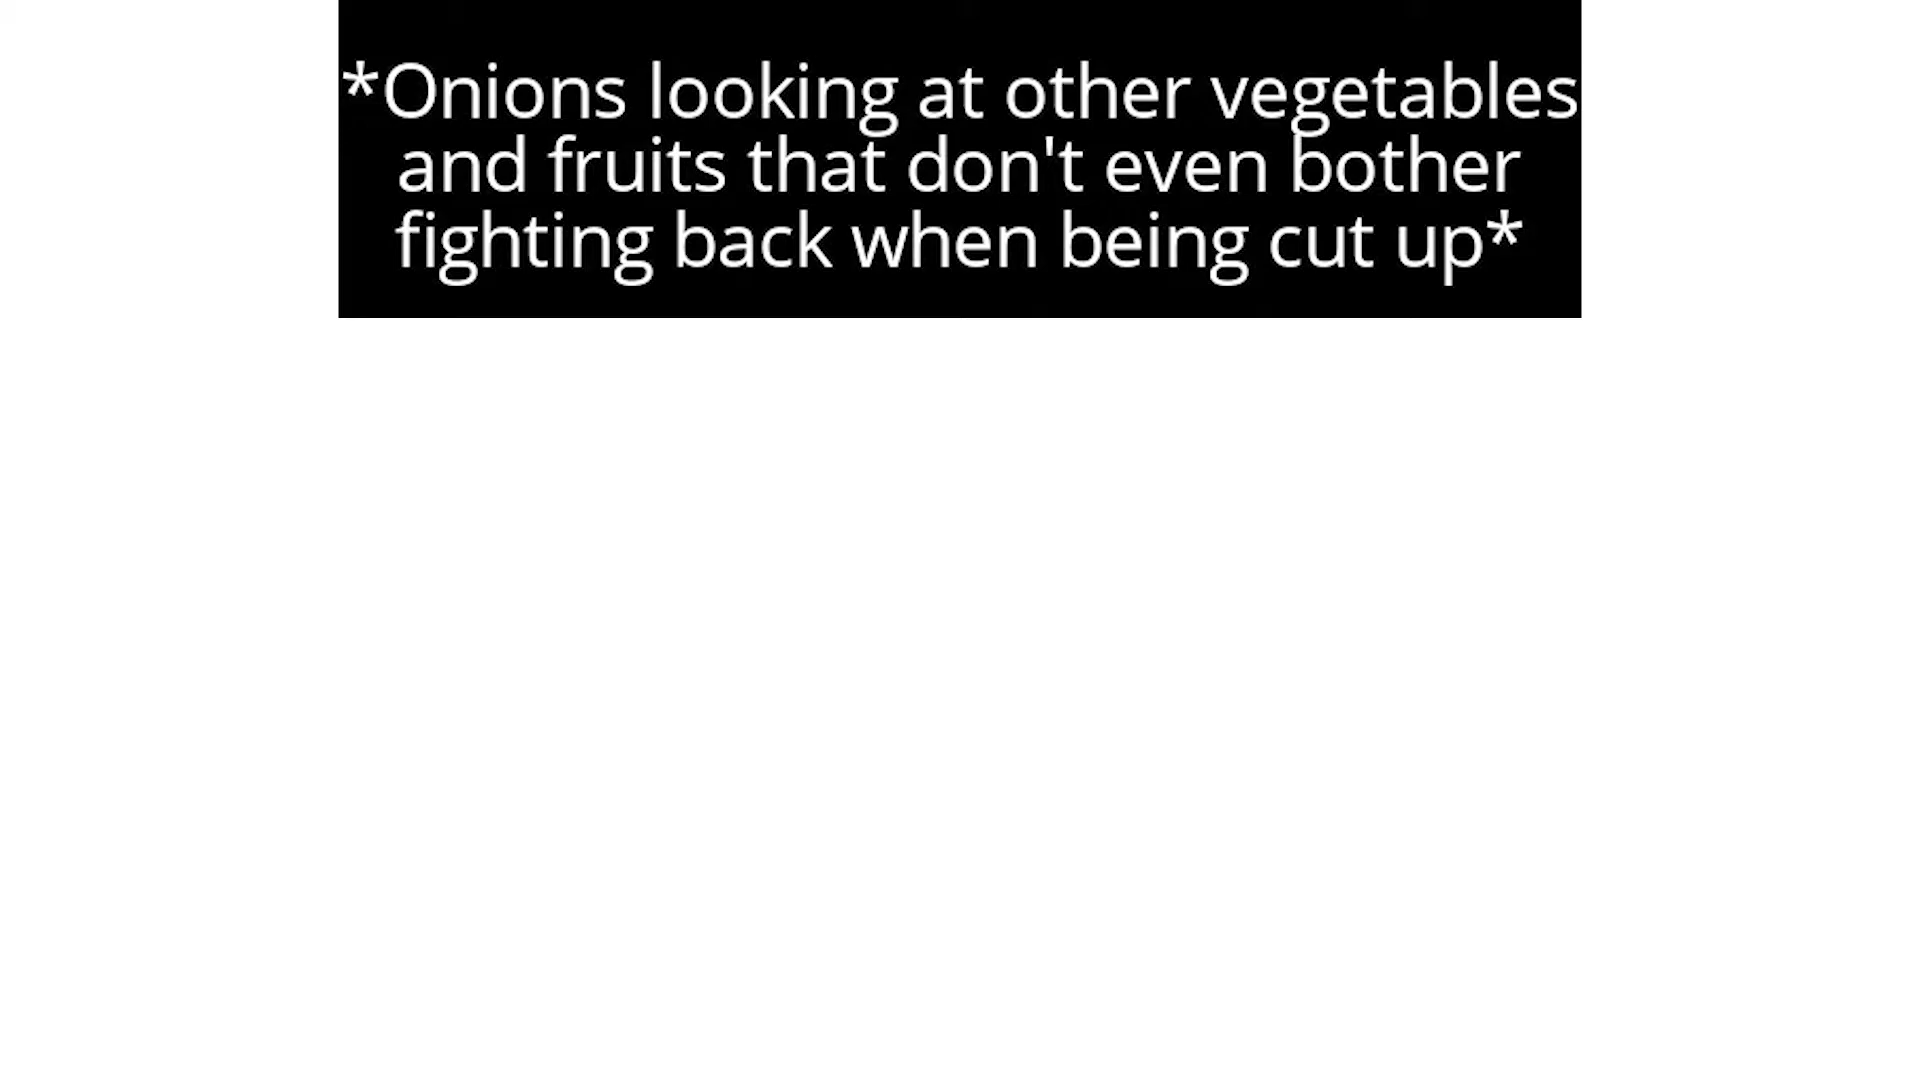 *Onions looking at other vegetables
and fruits that don't even bother
fighting back when being cut up*